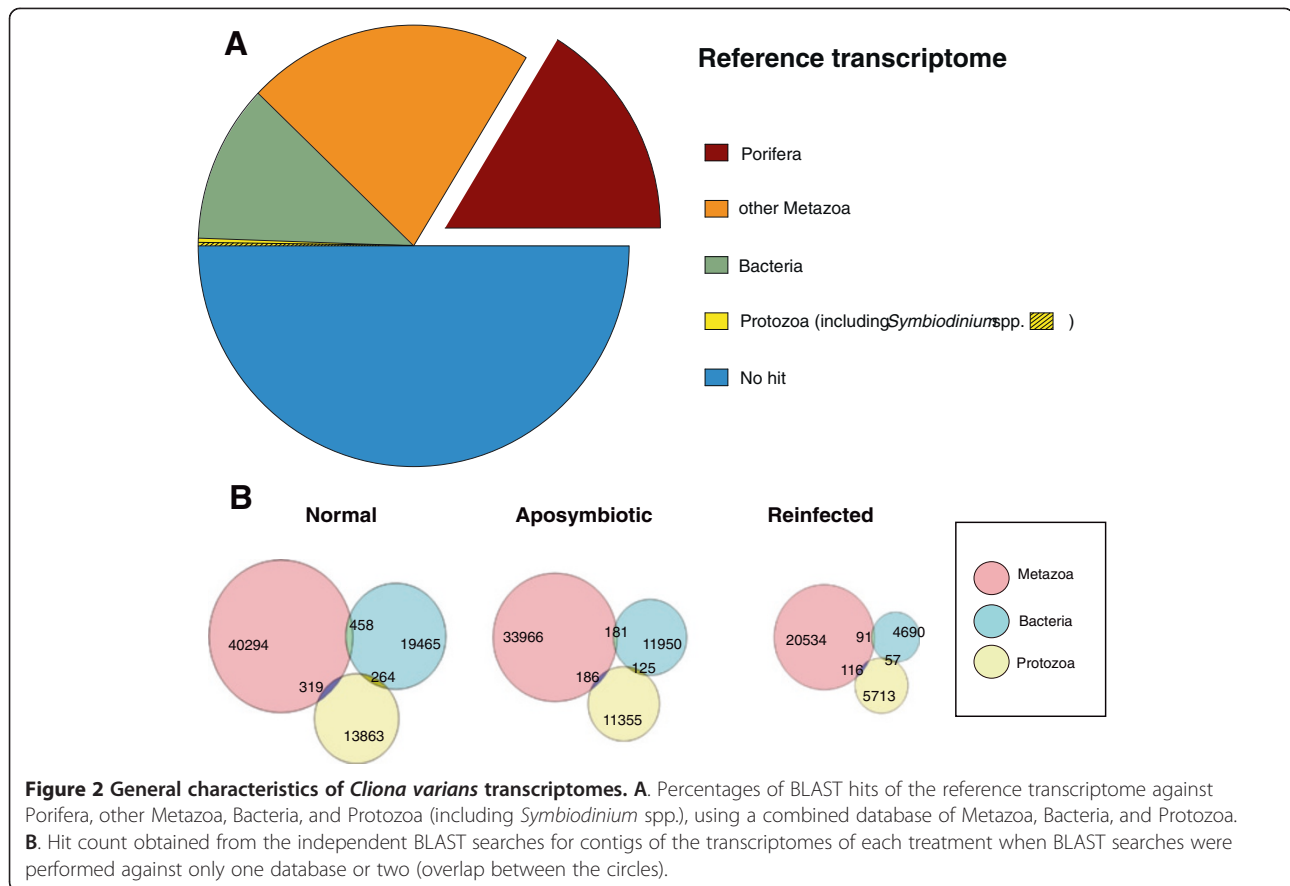 A
Reference transcriptome
Porifera
other Metazoa
Bacteria
Protozoa (including Symbiodinium spp. )
No hit
B
Normal
Aposymbiotic
Reinfected
40294
458
19465
319
264
13863
33966
181
11950
186
125
11355
20534
91
4690
116
57
5713
Metazoa
Bacteria
Protozoa
Figure 2 General characteristics of Cliona varians transcriptomes. A. Percentages of BLAST hits of the reference transcriptome against
Porifera, other Metazoa, Bacteria, and Protozoa (including Symbiodinium spp.), using a combined database of Metazoa, Bacteria, and Protozoa.
B. Hit count obtained from the independent BLAST searches for contigs of the transcriptomes of each treatment when BLAST searches were
performed against only one database or two (overlap between the circles).